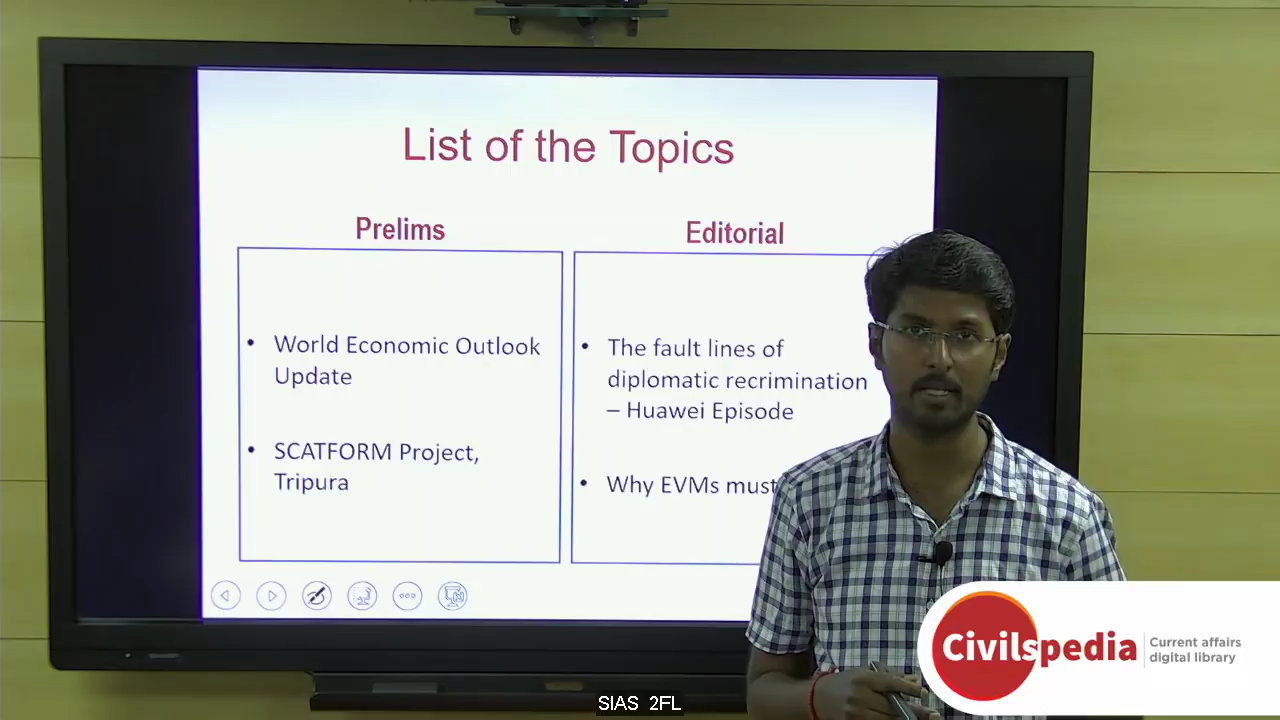 List of the Topics
Prelims
World Economic Outlook
Update
SCATFORM Project,
Tripura
Editorial
The fault lines of
diplomatic recrimination
– Huawei Episode
Why EVMs must
Civilspedia
Current affairs
digital library
SIAS 2FL